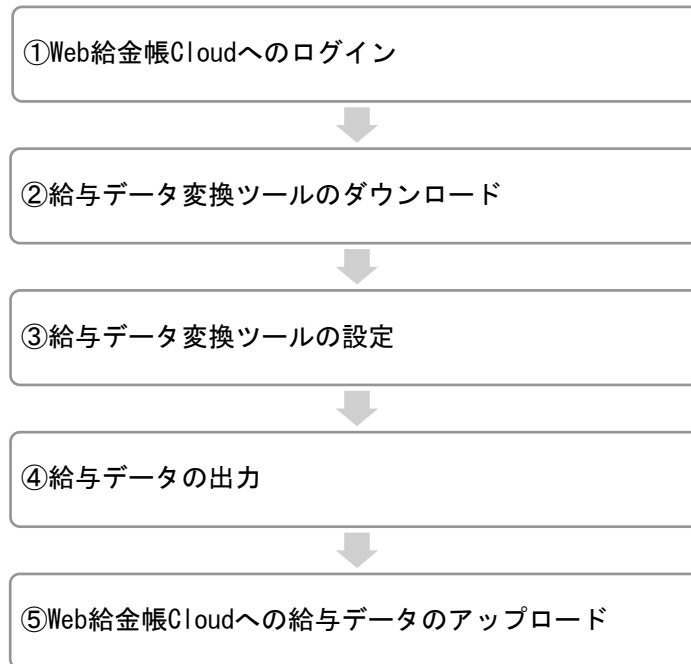 ①Web給金帳Cloudへのログイン
②給与データ変換ツールのダウンロード
③給与データ変換ツールの設定
④給与データの出力
⑤Web給金帳Cloudへの給与データのアップロード